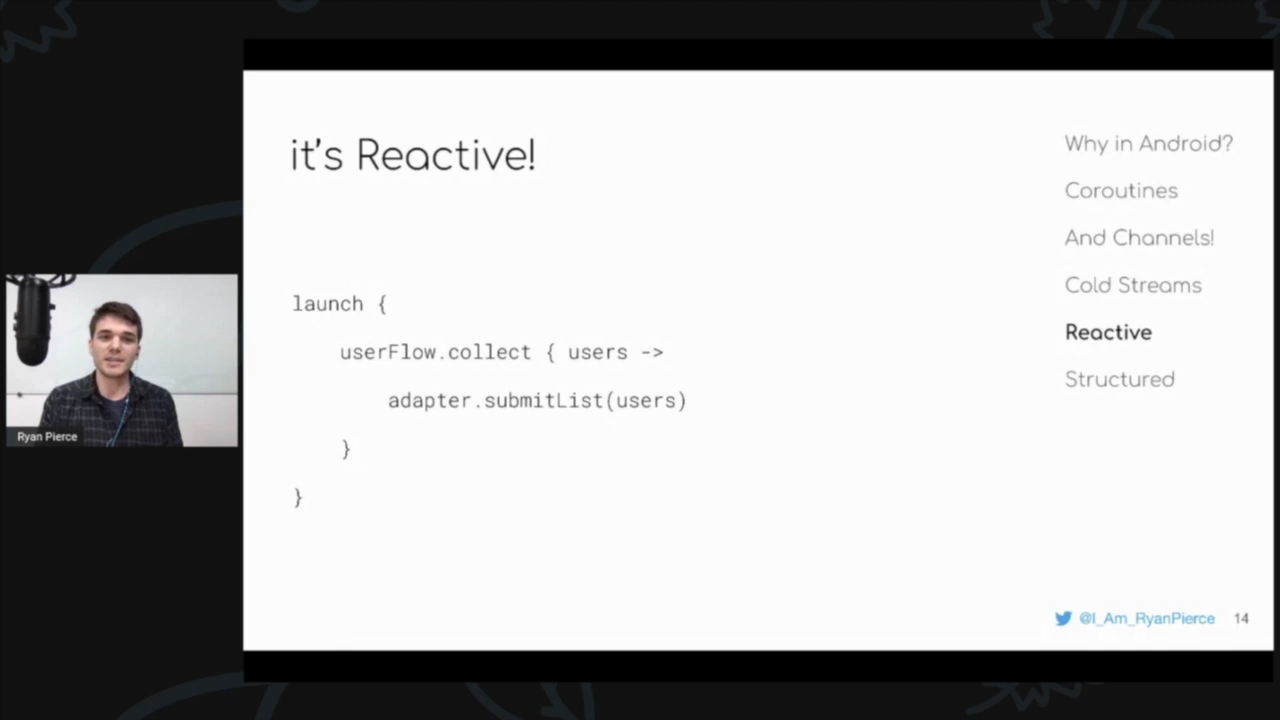 it's Reactive!
launch {
userFlow.collect { users ->
adapter.submitList(users)
}
}
Why in Android?
Coroutines
And Channels!
Cold Streams
Reactive
Structured
Ryan Pierce
@I_Am_RyanPierce 14